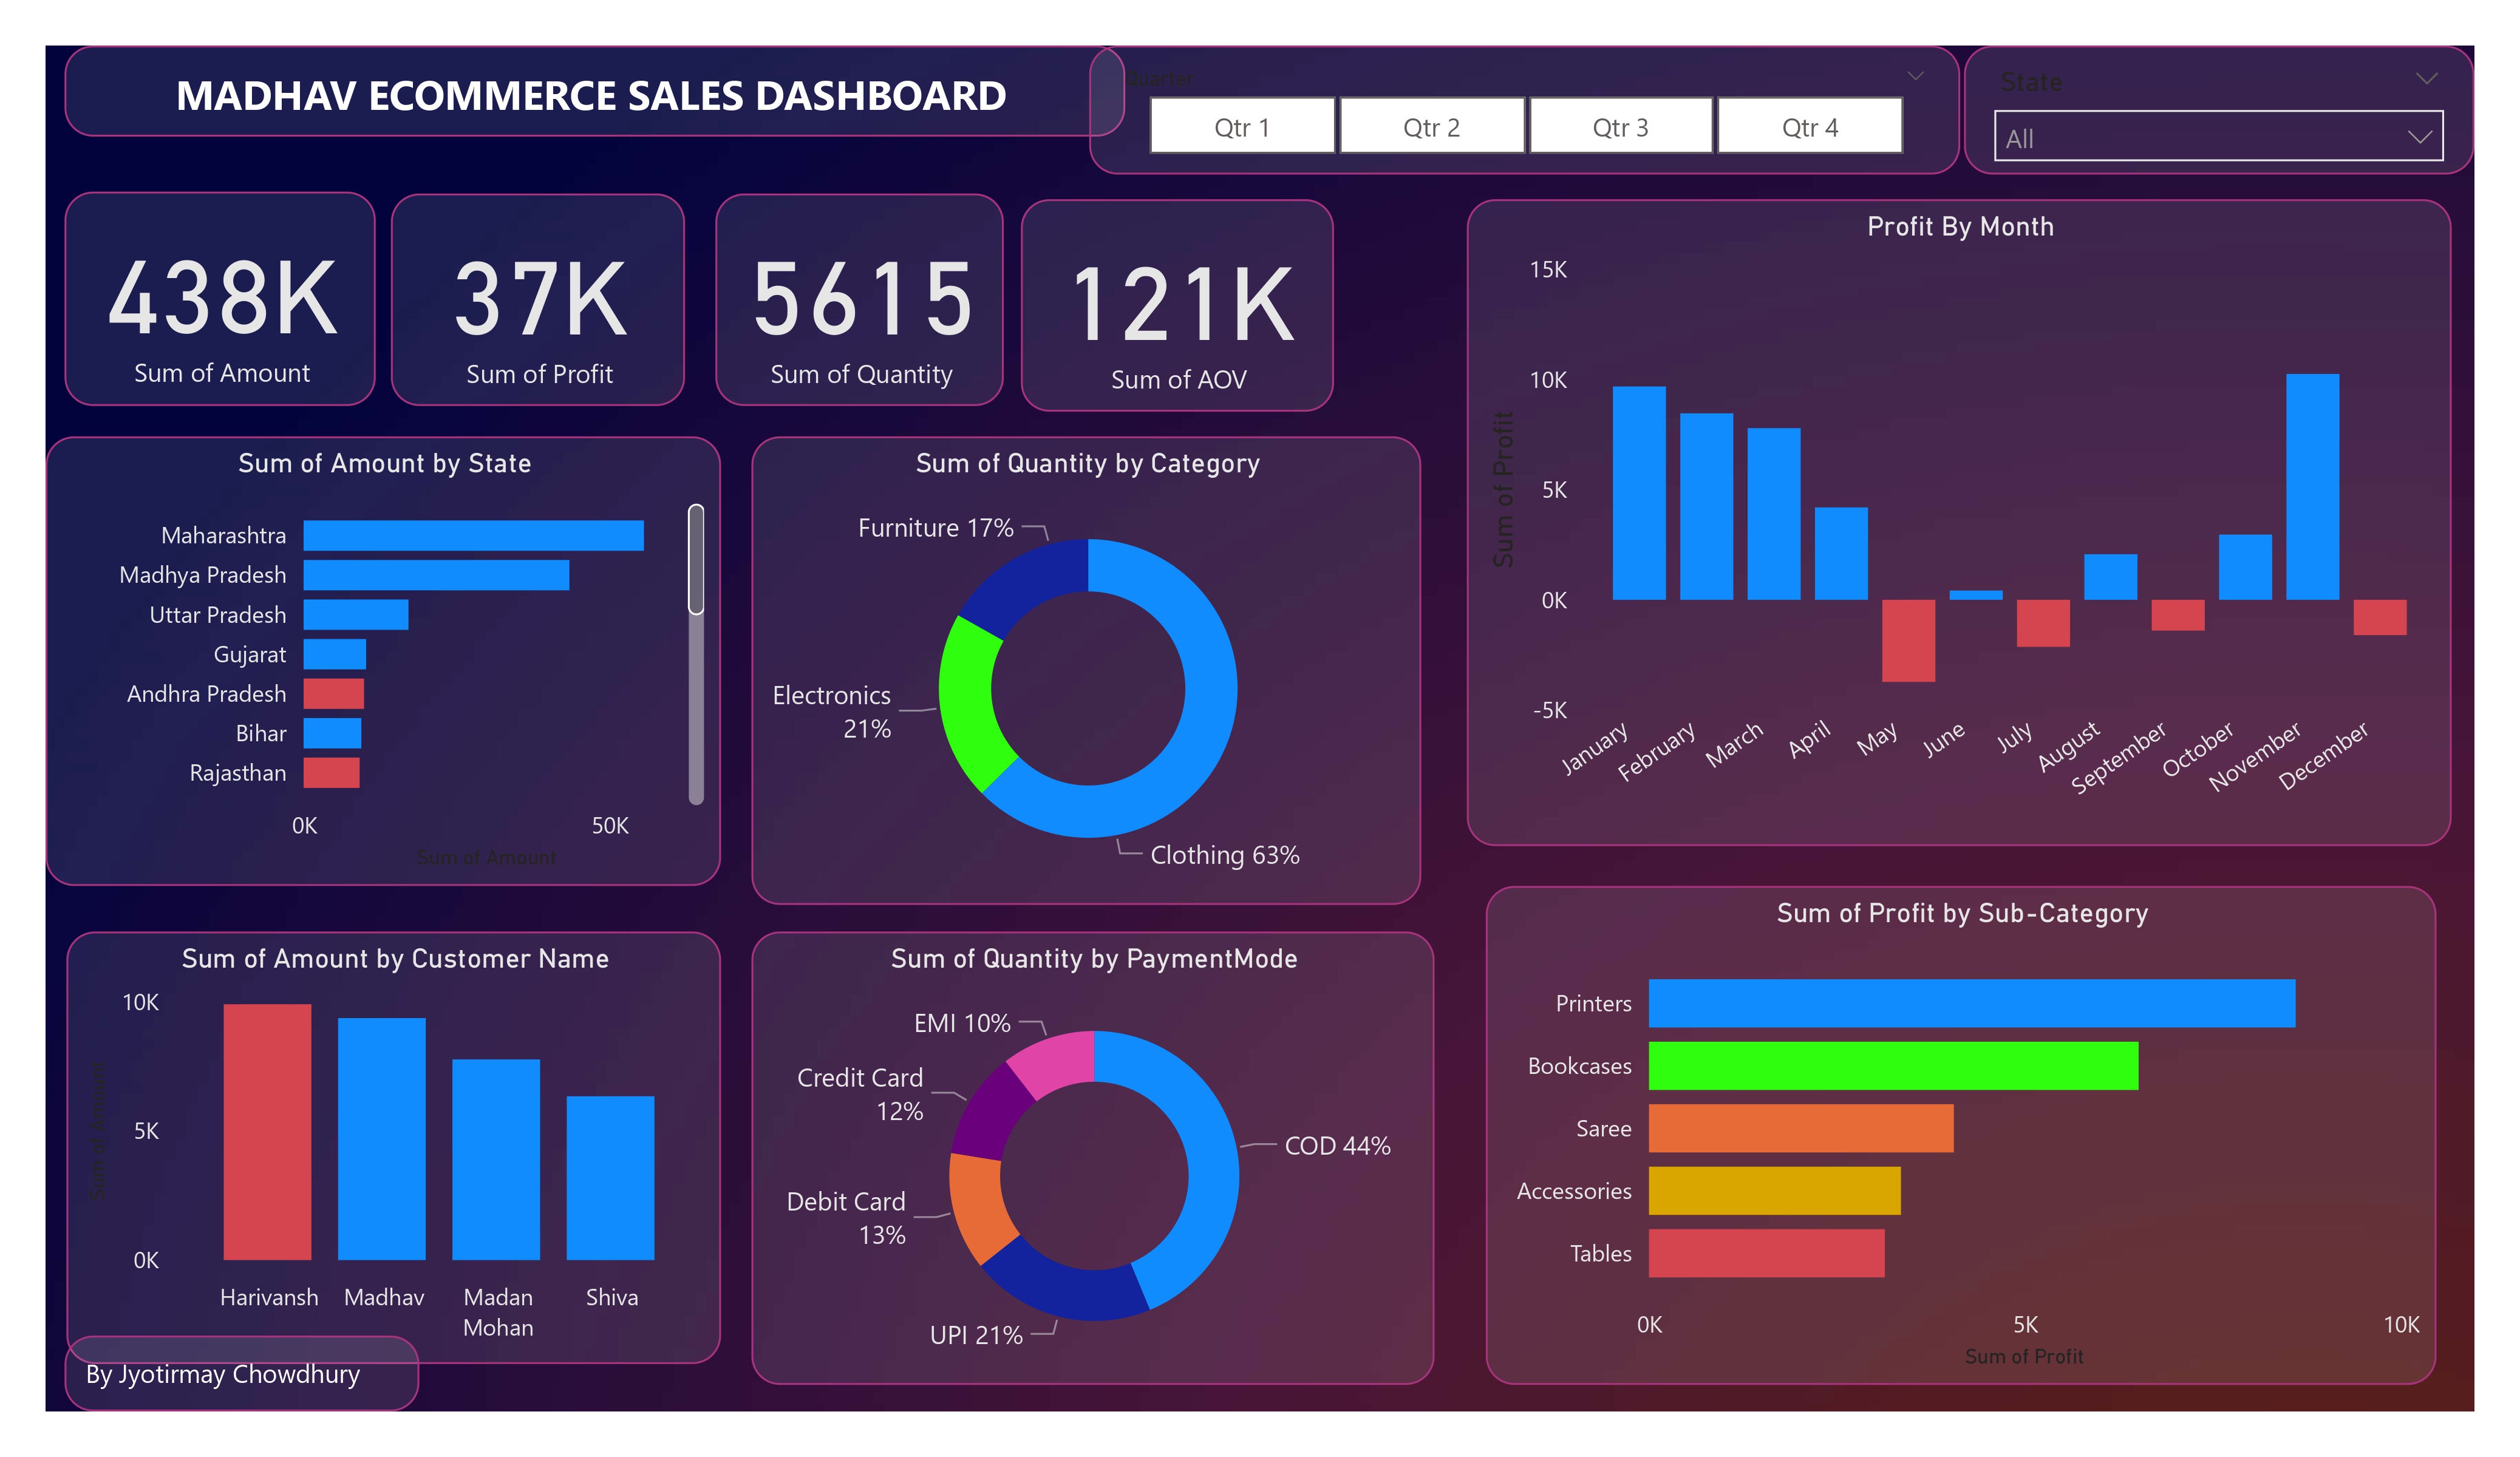 MADHAV ECOMMERCE SALES DASHBOARD
Quarter
Qtr 1
Qtr 2
Qtr 3
Qtr 4
State
All
438K
Sum of Amount
37K
Sum of Profit
5615
Sum of Quantity
121K
Sum of AOV
Profit By Month
Sum of Profit
15K
10K
5K
0K
-5K
January
February
March
April
May
June
July
August
September
October
November
December
Sum of Amount by State
Maharashtra
Madhya Pradesh
Uttar Pradesh
Gujarat
Andhra Pradesh
Bihar
Rajasthan
0K
50K
Sum of Amount
Sum of Quantity by Category
Furniture 17%
Electronics
21%
Clothing 63%
Sum of Amount by Customer Name
Sum of Amount
10K
5K
0K
Harivansh
Madhav
Madan
Mohan
Shiva
Sum of Quantity by PaymentMode
EMI 10%
Credit Card
12%
Debit Card
13%
UPI 21%
COD 44%
Sum of Profit by Sub-Category
Printers
Bookcases
Saree
Accessories
Tables
0K
5K
10K
Sum of Profit
By Jyotirmay Chowdhury